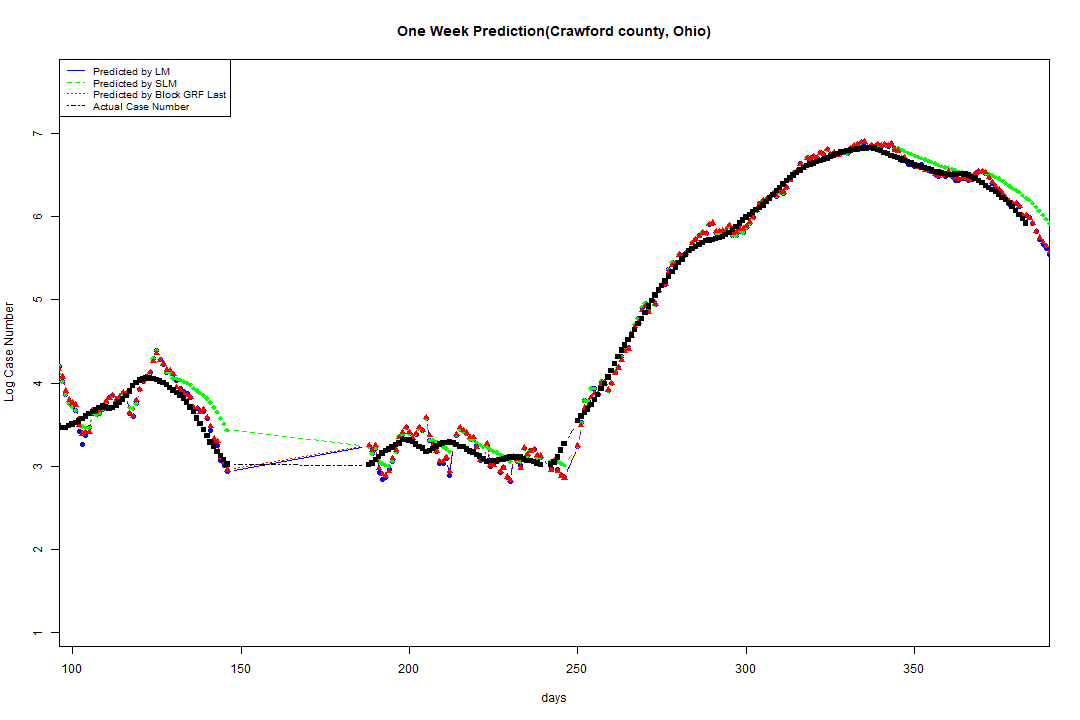 One Week Prediction(Crawford county, Ohio)
Predicted by LM
Predicted by SLM
Predicted by Block GRF Last
Actual Case Number
7
6
5
4
3
2
1
Log Case Number
100 150 200 250 300 350
days